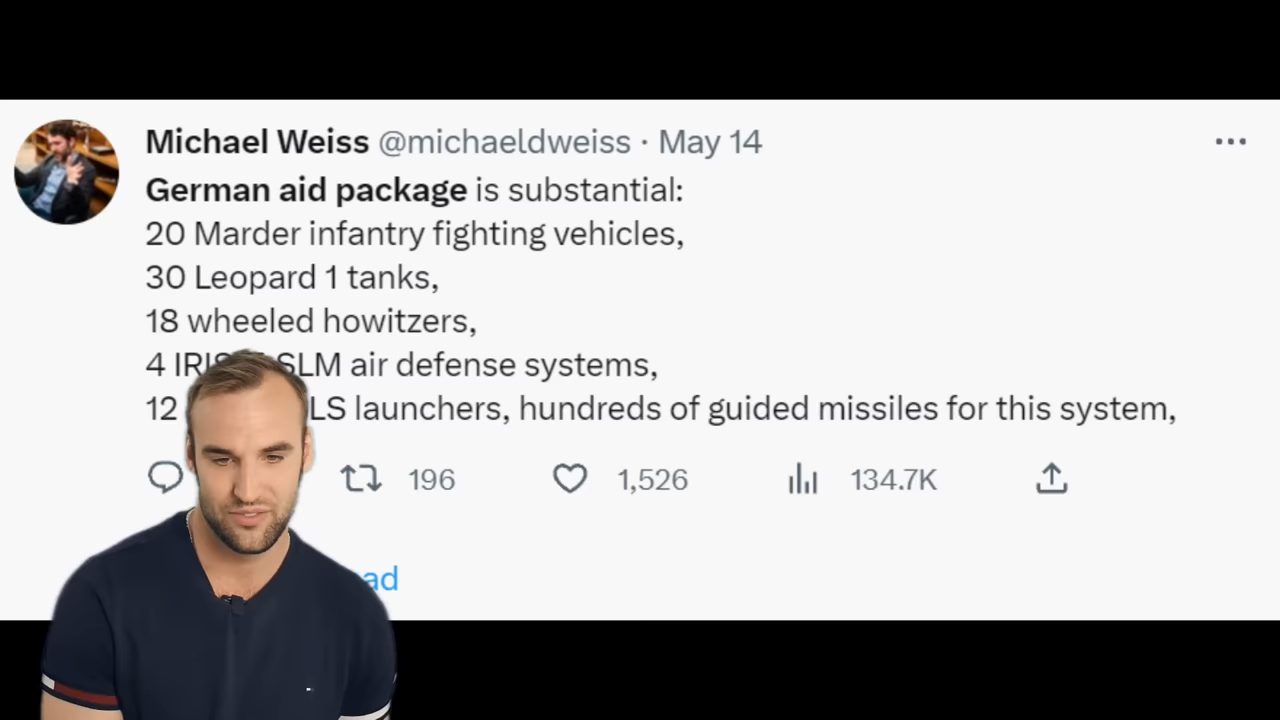 Michael Weiss @michaeldweiss · May 14
German aid package is substantial:
20 Marder infantry fighting vehicles,
30 Leopard 1 tanks,
18 wheeled howitzers,
4 SLM air defense systems,
12 launchers, hundreds of guided missiles for this system,
196 1,526 134.7K